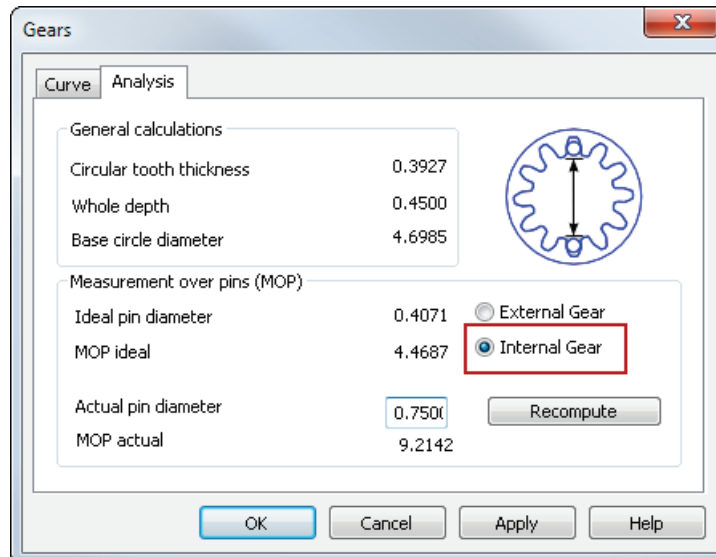 Gears
Curve Analysis
General calculations
Circular tooth thickness 0.3927
Whole depth 0.4500
Base circle diameter 4.6985
Measurement over pins (MOP)
Ideal pin diameter 0.4071 External Gear
MOP ideal 4.4687 Internal Gear
Actual pin diameter 0.750( Recompute
MOP actual 9.2142
OK Cancel Apply Help